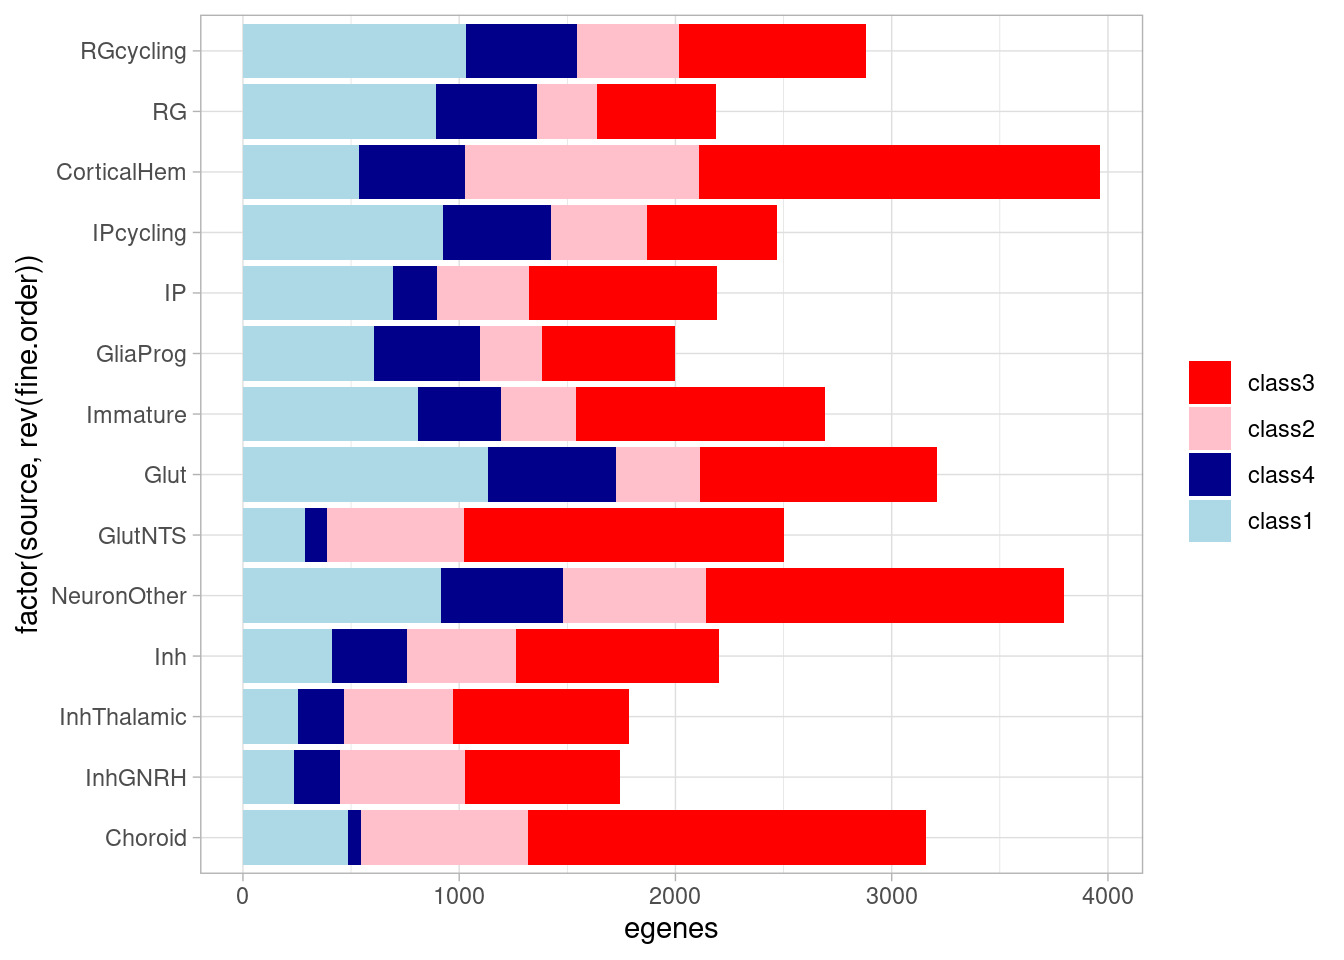 factor(source, rev(fine.order))
RGcycling
RG
CorticalHem
IPcycling
IP
GliaProg
Immature
Glut
GlutNTS
NeuronOther
Inh
InhThalamic
InhGNRH
Choroid
0 1000 2000 3000 4000
egenes
class3
class2
class4
class1